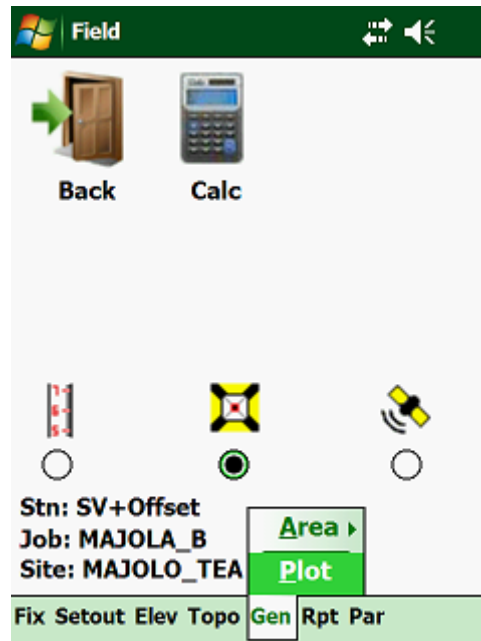 Field
Back Calc
Stn: SV+Offset
Job: MAJOLA_B
Site: MAJOLO_TEA
Area
Plot
Fix Setout Elev Topo Gen Rpt Par